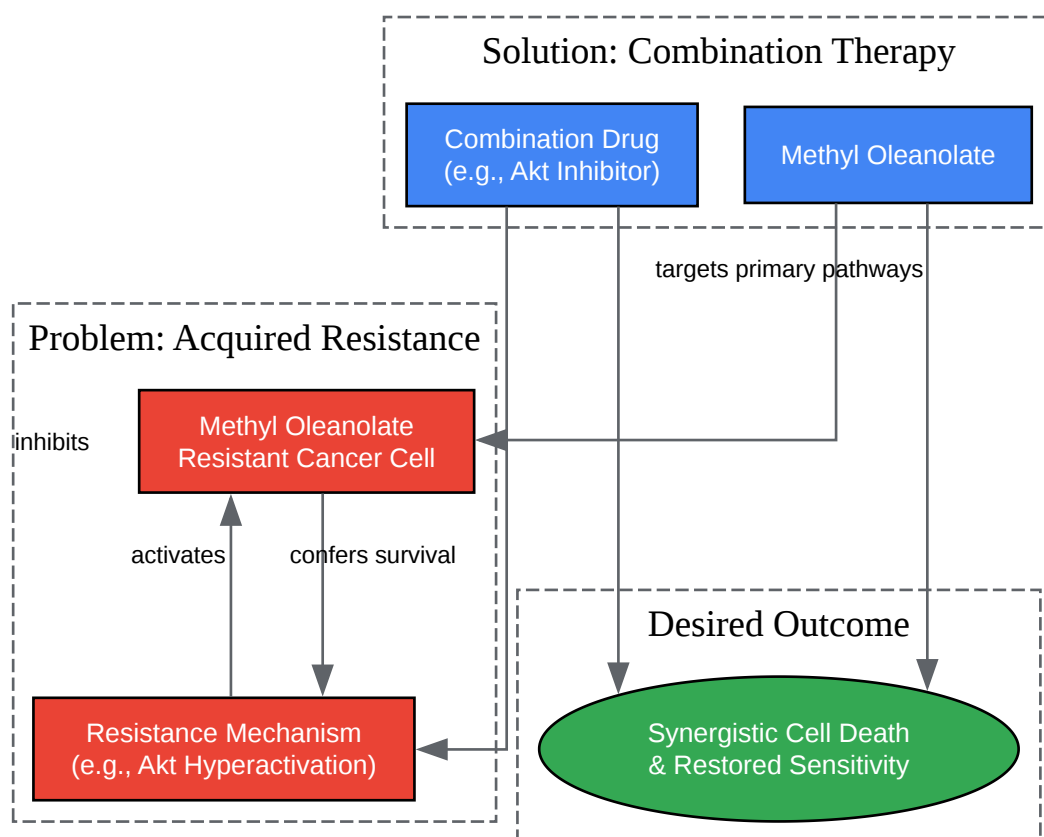 Solution: Combination Therapy
Combination Drug
(e.g., Akt Inhibitor)
Methyl Oleanolate
targets primary pathways
Problem: Acquired Resistance
Methyl Oleanolate
Resistant Cancer Cell
inhibits
activates
confers survival
Desired Outcome
Resistance Mechanism
(e.g., Akt Hyperactivation)
Synergistic Cell Death
& Restored Sensitivity